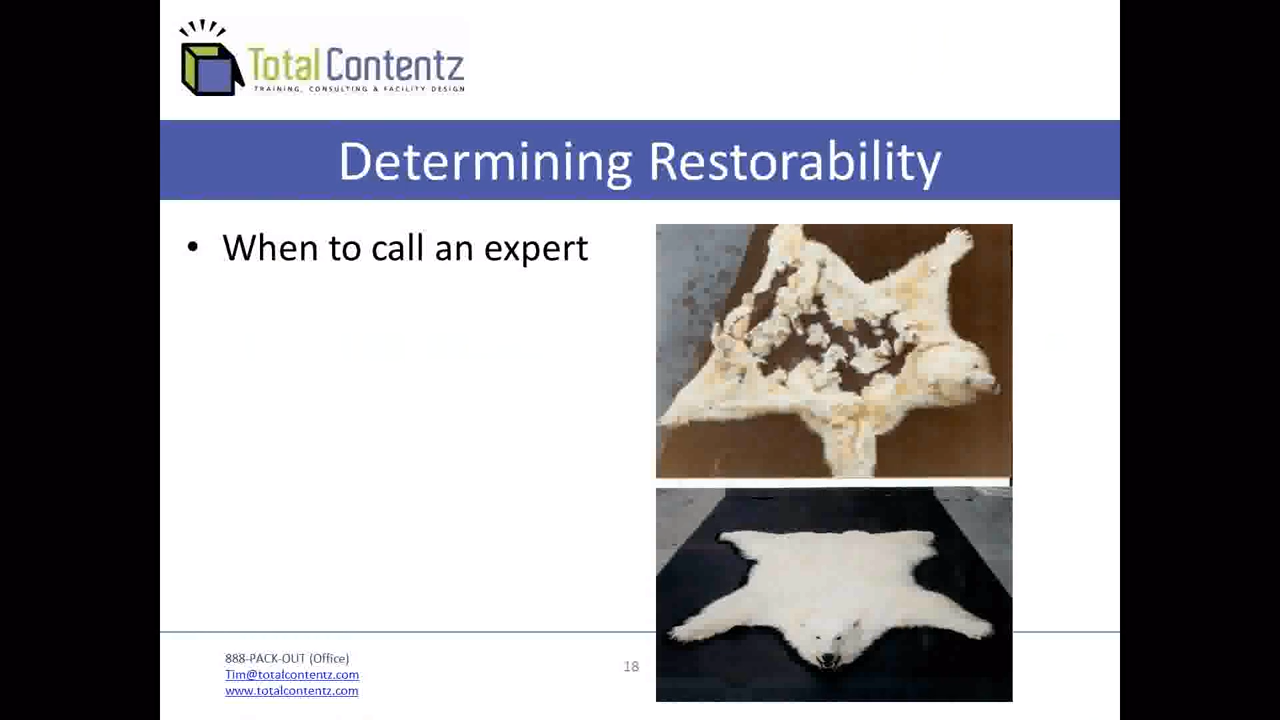 Total Contentz
TRAINING, CONSULTING & FACILITY DESIGN
Determining Restorability
• When to call an expert
888-PACK-OUT (Office)
Tim@totalcontentz.com
www.totalcontentz.com
18